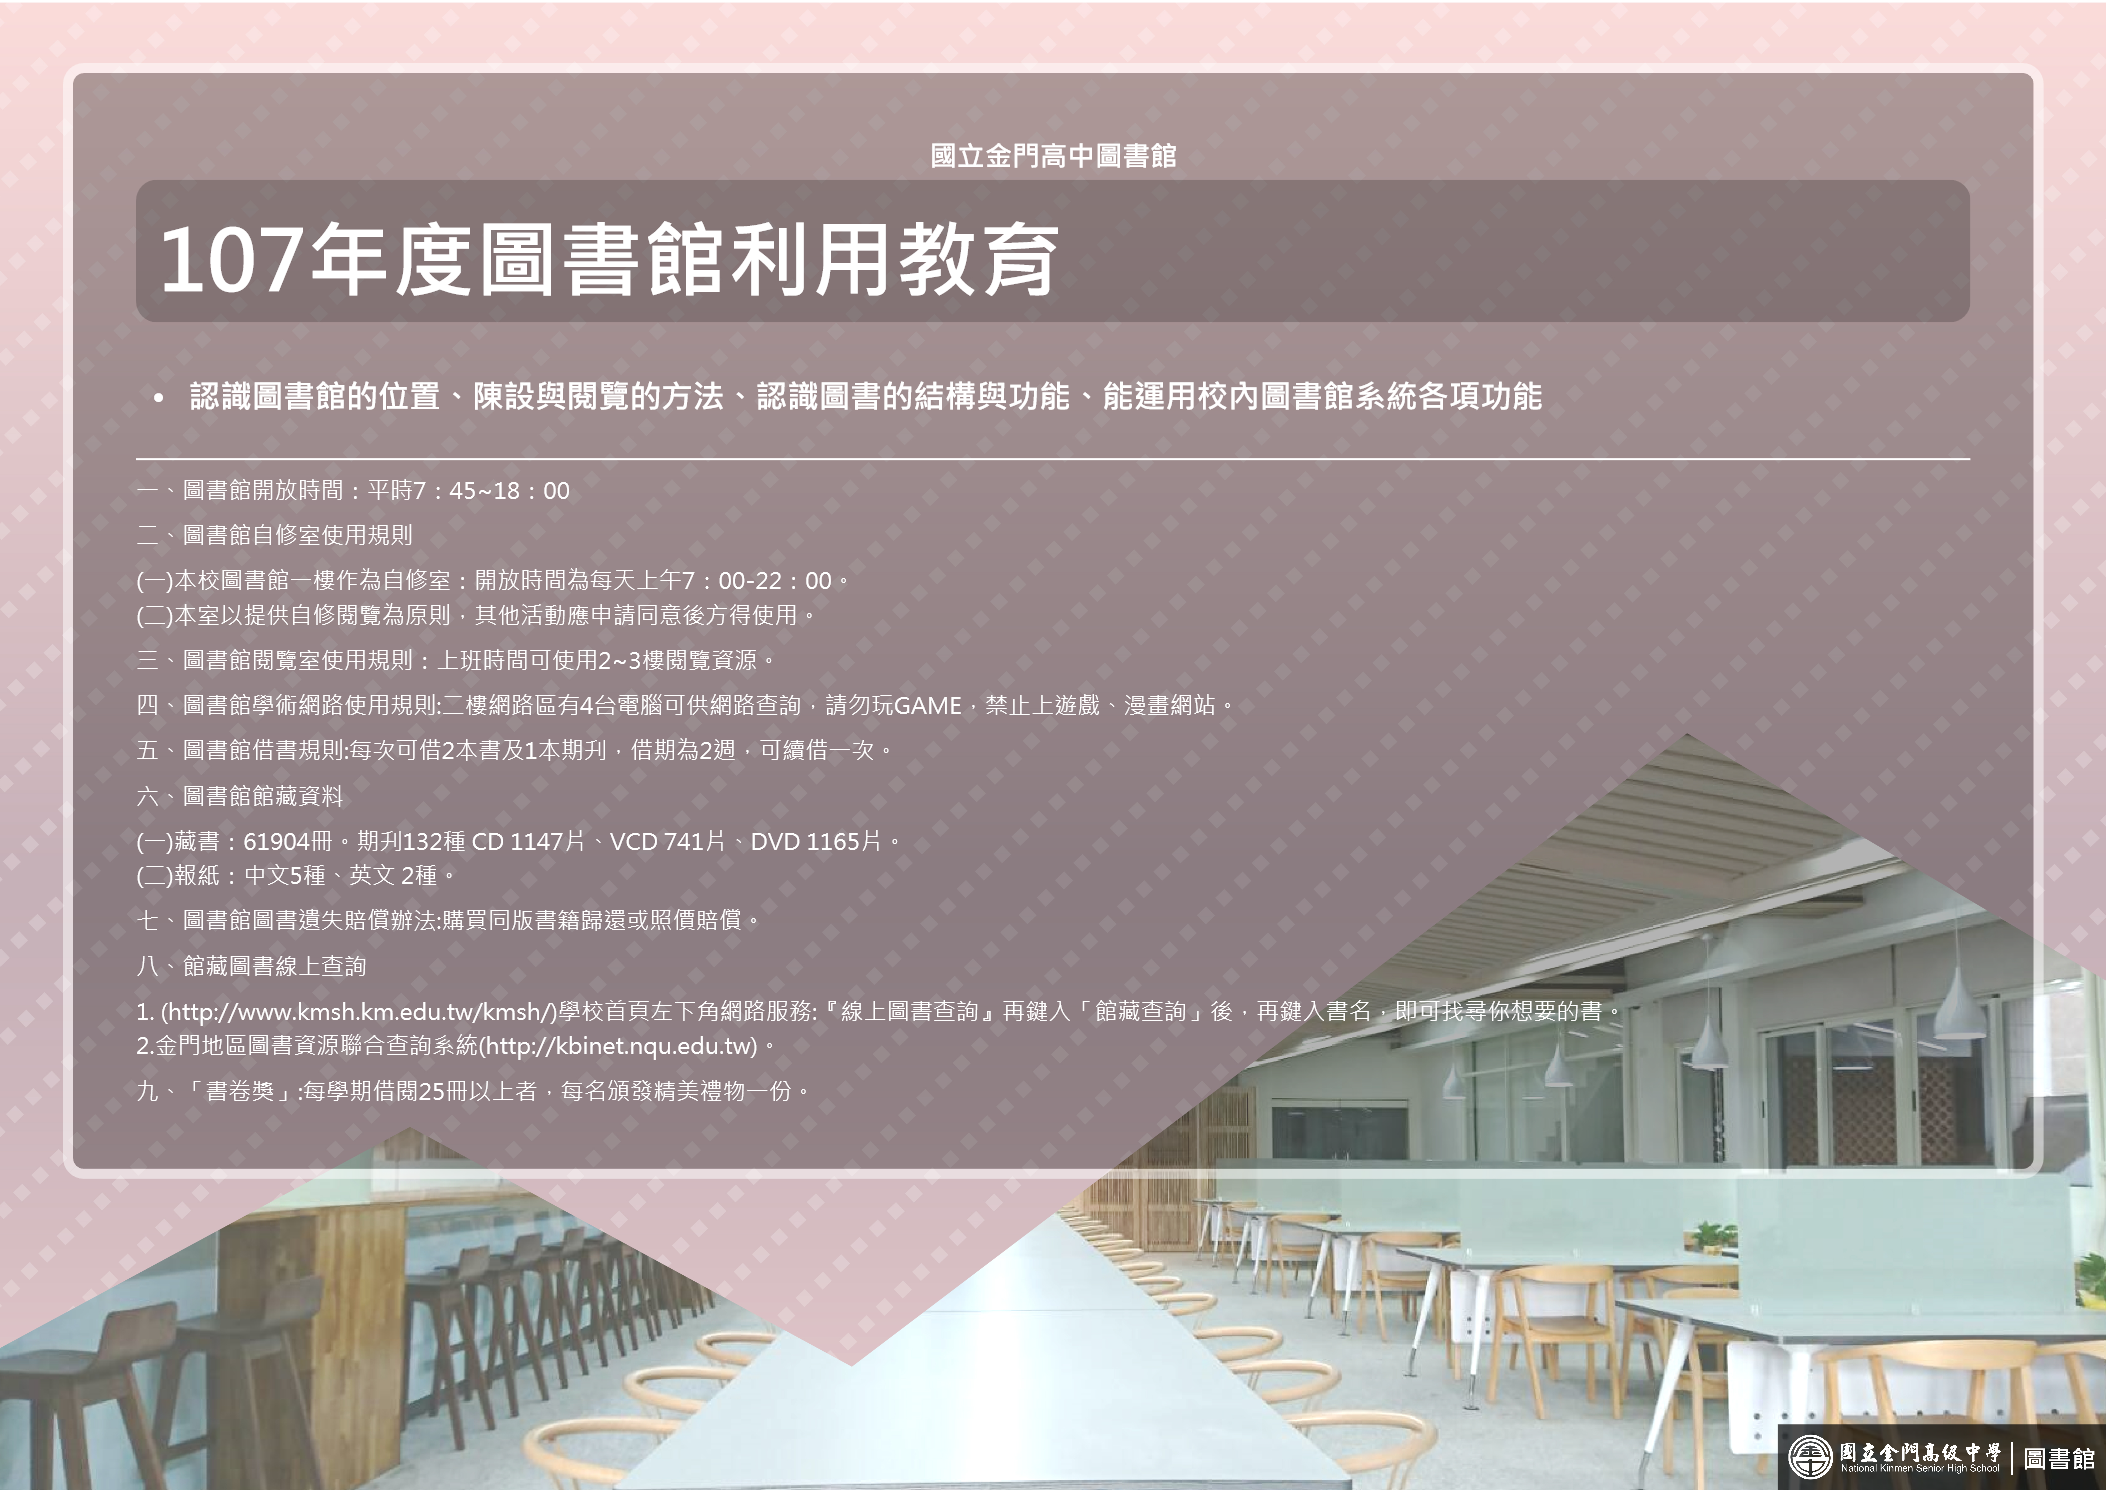 國立金門高中圖書館
107年度圖書館利用教育
• 認識圖書館的位置、陳設與閱覽的方法、認識圖書的結構與功能、能運用校內圖書館系統各項功能
一、圖書館開放時間：平時7：45~18：00
二、圖書館自修室使用規則
(一)本校圖書館一樓作為自修室：開放時間為每天上午7：00-22：00。
(二)本室以提供自修閱覽為原則，其他活動應申請同意後方得使用。
三、圖書館閱覽室使用規則：上班時間可使用2~3樓閱覽資源。
四、圖書館學術網路使用規則:二樓網路區有4台電腦可供網路查詢，請勿玩GAME，禁止上遊戲、漫畫網站。
五、圖書館借書規則:每次可借2本書及1本期刋，借期為2週，可續借一次。
六、圖書館館藏資料
(一)藏書：61904冊。期刋132種 CD 1147片、VCD 741片、DVD 1165片。
(二)報紙：中文5種、英文 2種。
七、圖書館圖書遺失賠償辦法:購買同版書籍歸還或照價賠償。
八、館藏圖書線上查詢
1. (http://www.kmsh.km.edu.tw/kmsh/)學校首頁左下角網路服務:『線上圖書查詢』再鍵入「館藏查詢」後，再鍵入書名，即可找尋你想要的書。
2.金門地區圖書資源聯合查詢系統(http://kbinet.nqu.edu.tw)。
九、「書卷獎」:每學期借閱25冊以上者，每名頒發精美禮物一份。
國立金門高級中學 圖書館
National Kinmen Senior High School